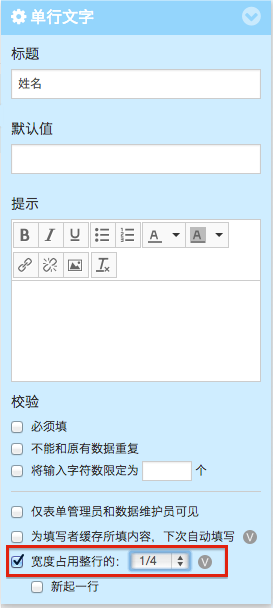 单行文字
标题
姓名
默认值
提示
B I U A A
Tx
校验
必须填
不能和原有数据重复
将输入字符数限定为 个
仅表单管理员和数据维护员可见
为填写者缓存所填内容，下次自动填写 V
宽度占用整行的： 1/4 V
新起一行